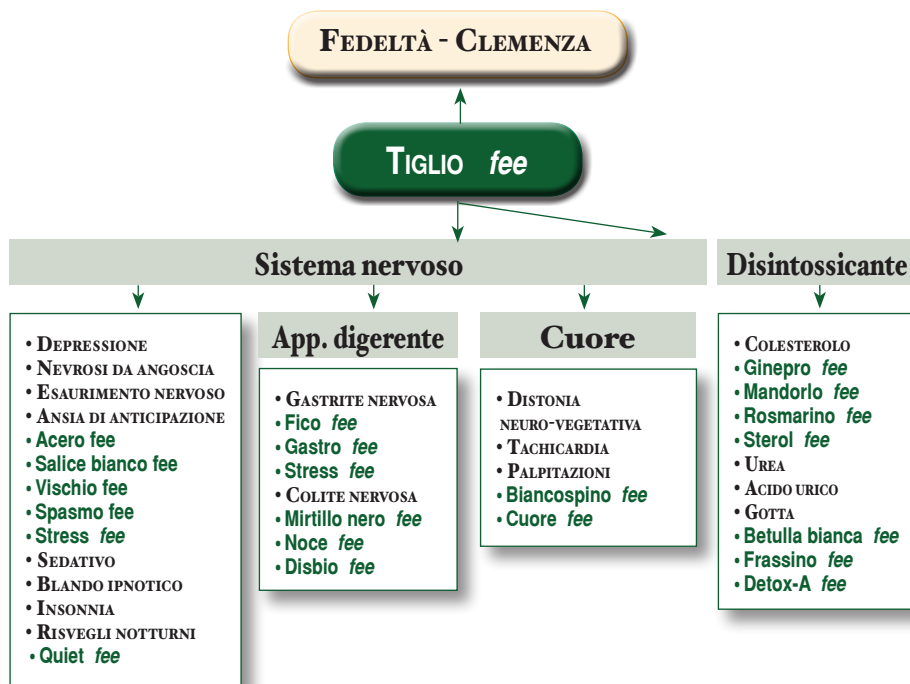 Fedeltà - Clemenza
Tiglio fee
Sistema nervoso
Disintossicante
• Depressione
• Nevrosi da angoscia
• Esaurimento nervoso
• Ansia di anticipazione
• Acero fee
• Salice bianco fee
• Vischio fee
• Spasmo fee
• Stress fee
• Sedativo
• Blando ipnotico
• Insonnia
• Risvegli notturni
• Quiet fee
App. digerente
• Gastrite nervosa
• Fico fee
• Gastro fee
• Stress fee
• Colite nervosa
• Mirtillo nero fee
• Noce fee
• Disbio fee
Cuore
• Distonia
neuro-vegetativa
• Tachicardia
• Palpitazioni
• Biancospino fee
• Cuore fee
• Colesterolo
• Ginepro fee
• Mandorlo fee
• Rosmarino fee
• Sterol fee
• Urea
• Acido urico
• Gotta
• Betulla bianca fee
• Frassino fee
• Detox-A fee